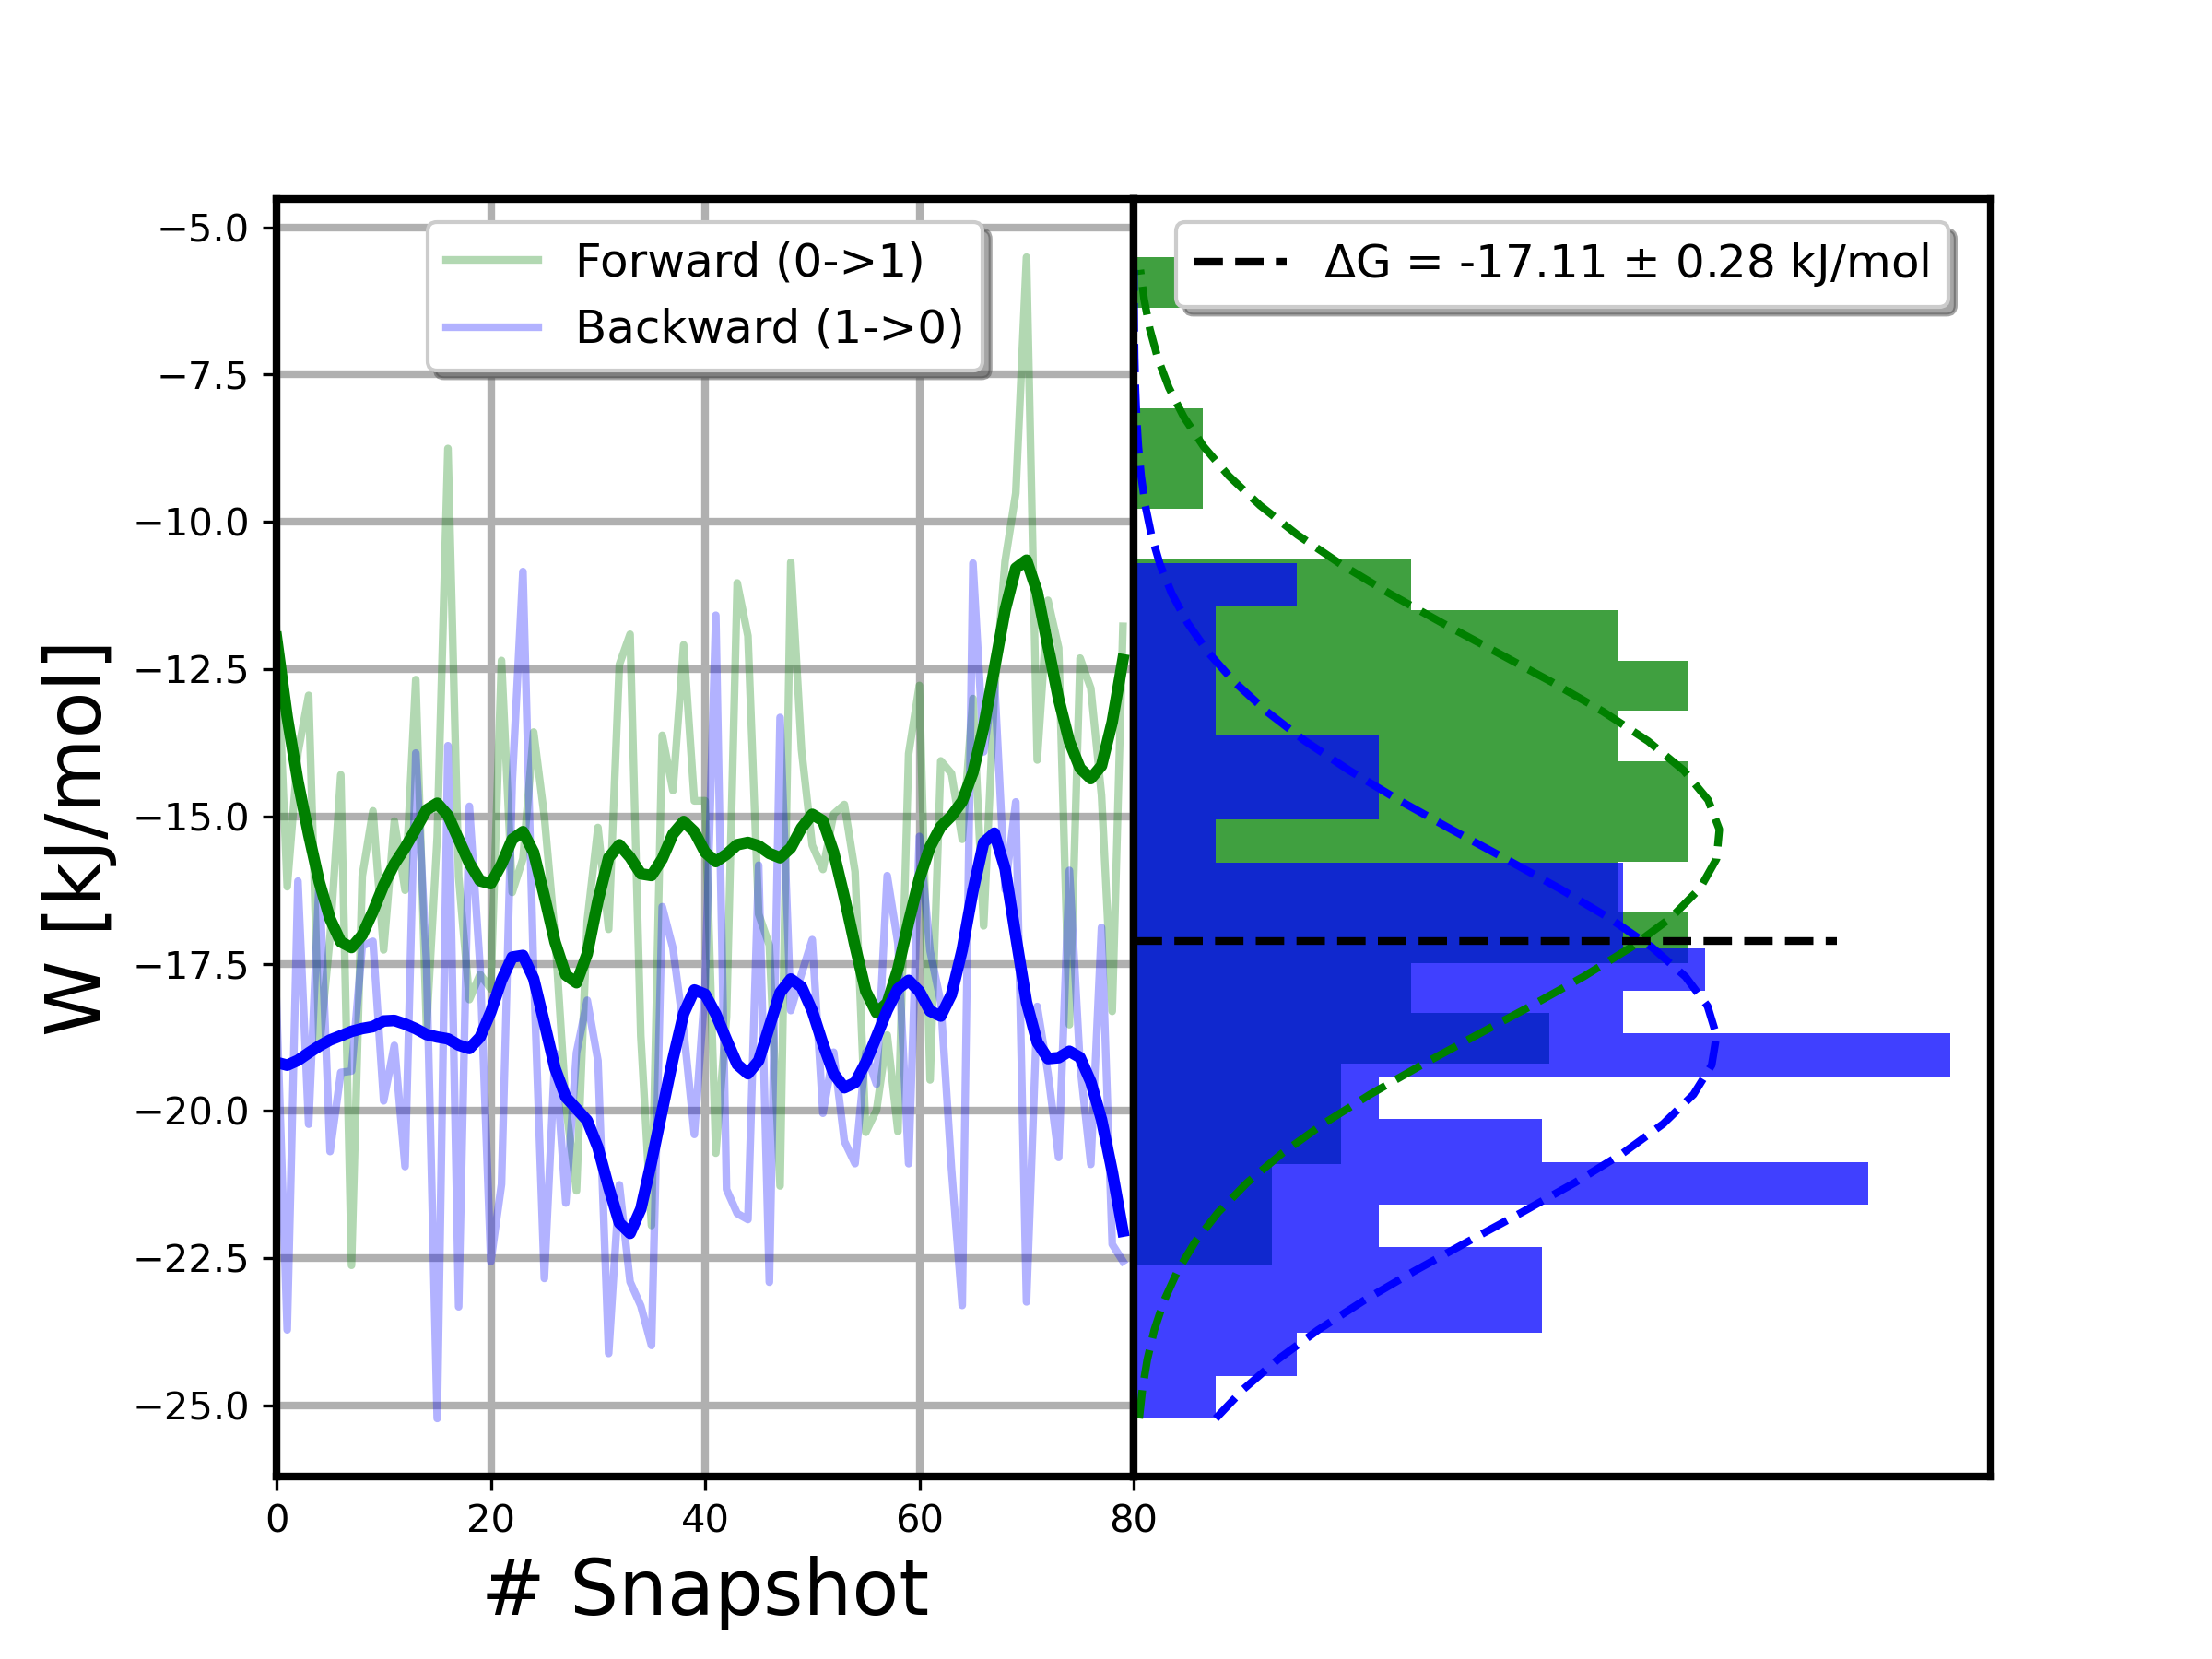 Forward (0->1)
Backward (1->0)
ΔG = -17.11 ± 0.28 kJ/mol
W [kJ/mol]
−5.0
−7.5
−10.0
−12.5
−15.0
−17.5
−20.0
−22.5
−25.0
0 20 40 60 80
# Snapshot